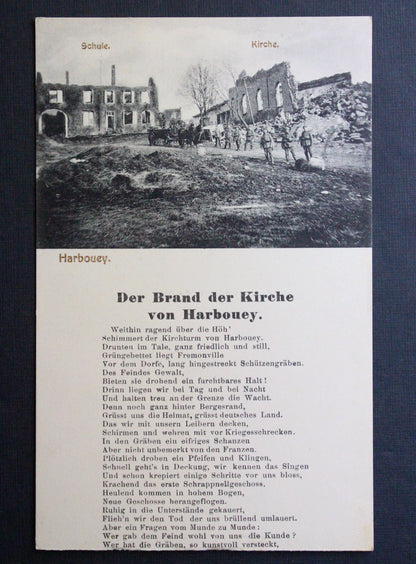 Schule.
Kirche.
Harbouey.
Der Brand der Kirche
von Harbouey.
Weithin ragend über die Höh'
Schimmert der Kirchturm von Harbouey.
Drunten im Tale, ganz friedlich und still,
Grüngebettet liegt Fremonville
Vor dem Dorfe, lang hingestreckt Schützengräben.
Des Feindes Gewalt,
Bieten sie drohend ein furchtbares Halt!
Drinn liegen wir bei Tag und bei Nacht
Und halten treu an der Grenze die Wacht.
Denn noch ganz hinter Bergesrand,
Grüsst uns die Heimat, grüsst deutsches Land.
Das wir mit unsern Leibern decken,
Schirmen und wehren mit vor Kriegesschrecken.
In den Gräben ein eifriges Schanzen
Aber nicht unbemerkt von den Franzen.
Plötzlich droben ein Pfeifen und Klingen,
Schnell geht's in Deckung, wir kennen das Singen
Und schon krepiert einige Schritte vor uns bloss,
Krachend das erste Schrappnellgeschoss.
Heulend kommen in hohem Bogen,
Neue Geschosse herangeflogen.
Ruhig in die Unterstände gekauert,
Flieh'n wir den Tod der uns brüllend umlauert.
Aber ein Fragen vom Munde zu Munde:
Wer gab dem Feind wohl von uns die Kunde?
Wer hat die Gräben, so kunstvoll versteckt,